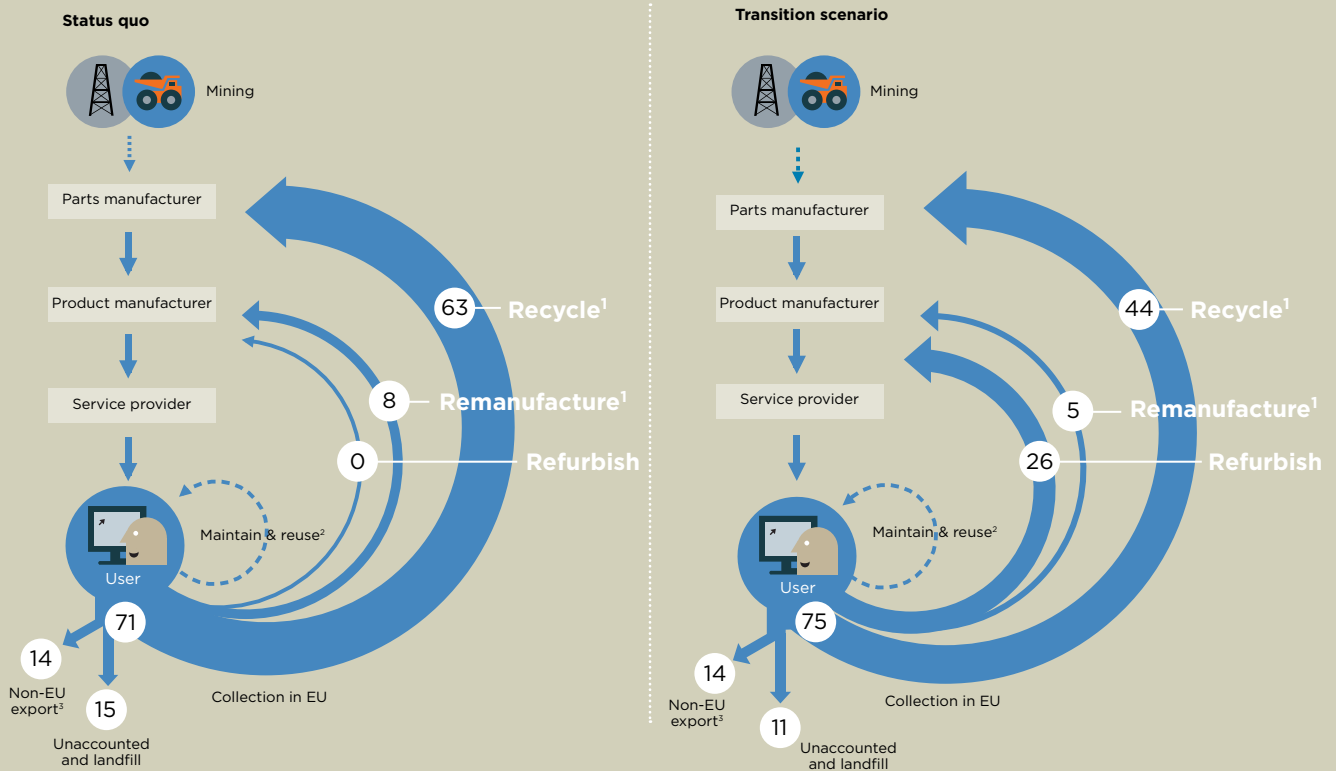 Status quo
Mining
Parts manufacturer
Product manufacturer
Service provider
User
Maintain & reuse²
63
Recycle¹
8
Remanufacture¹
0
Refurbish
71
14
Non-EU
export³
15
Unaccounted
and landfill
Collection in EU
Transition scenario
Mining
Parts manufacturer
Product manufacturer
Service provider
User
Maintain & reuse²
44
Recycle¹
5
Remanufacture¹
26
Refurbish
75
14
Non-EU
export³
11
Unaccounted
and landfill
Collection in EU